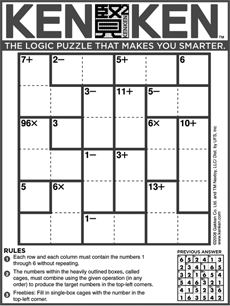 KENKEN™
THE LOGIC PUZZLE THAT MAKES YOU SMARTER.
7+ 2− 5+ 6
3− 11+ 5−
96× 3 6× 10+
1− 3+
5 6× 13+
1−
RULES
1 Each row and each column must contain the numbers 1
through 6 without repeating.
2 The numbers within the heavily outlined boxes, called
cages, must combine using the given operation (in any
order) to produce the target numbers in the top-left corners.
3 Freebies: Fill in single-box cages with the number in the
top-left corner.
PREVIOUS ANSWER